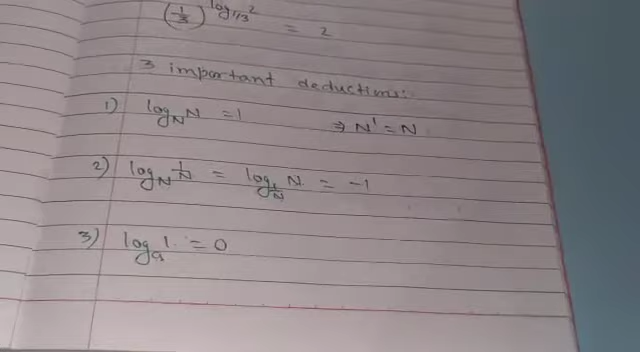 (1/3)^log_{1/3} 2 = 2
3 important deductions:
1) log_N N = 1 ⇒ N^1 = N
2) log_N 1/N = log_{1/N} N = -1
3) log_a 1 = 0